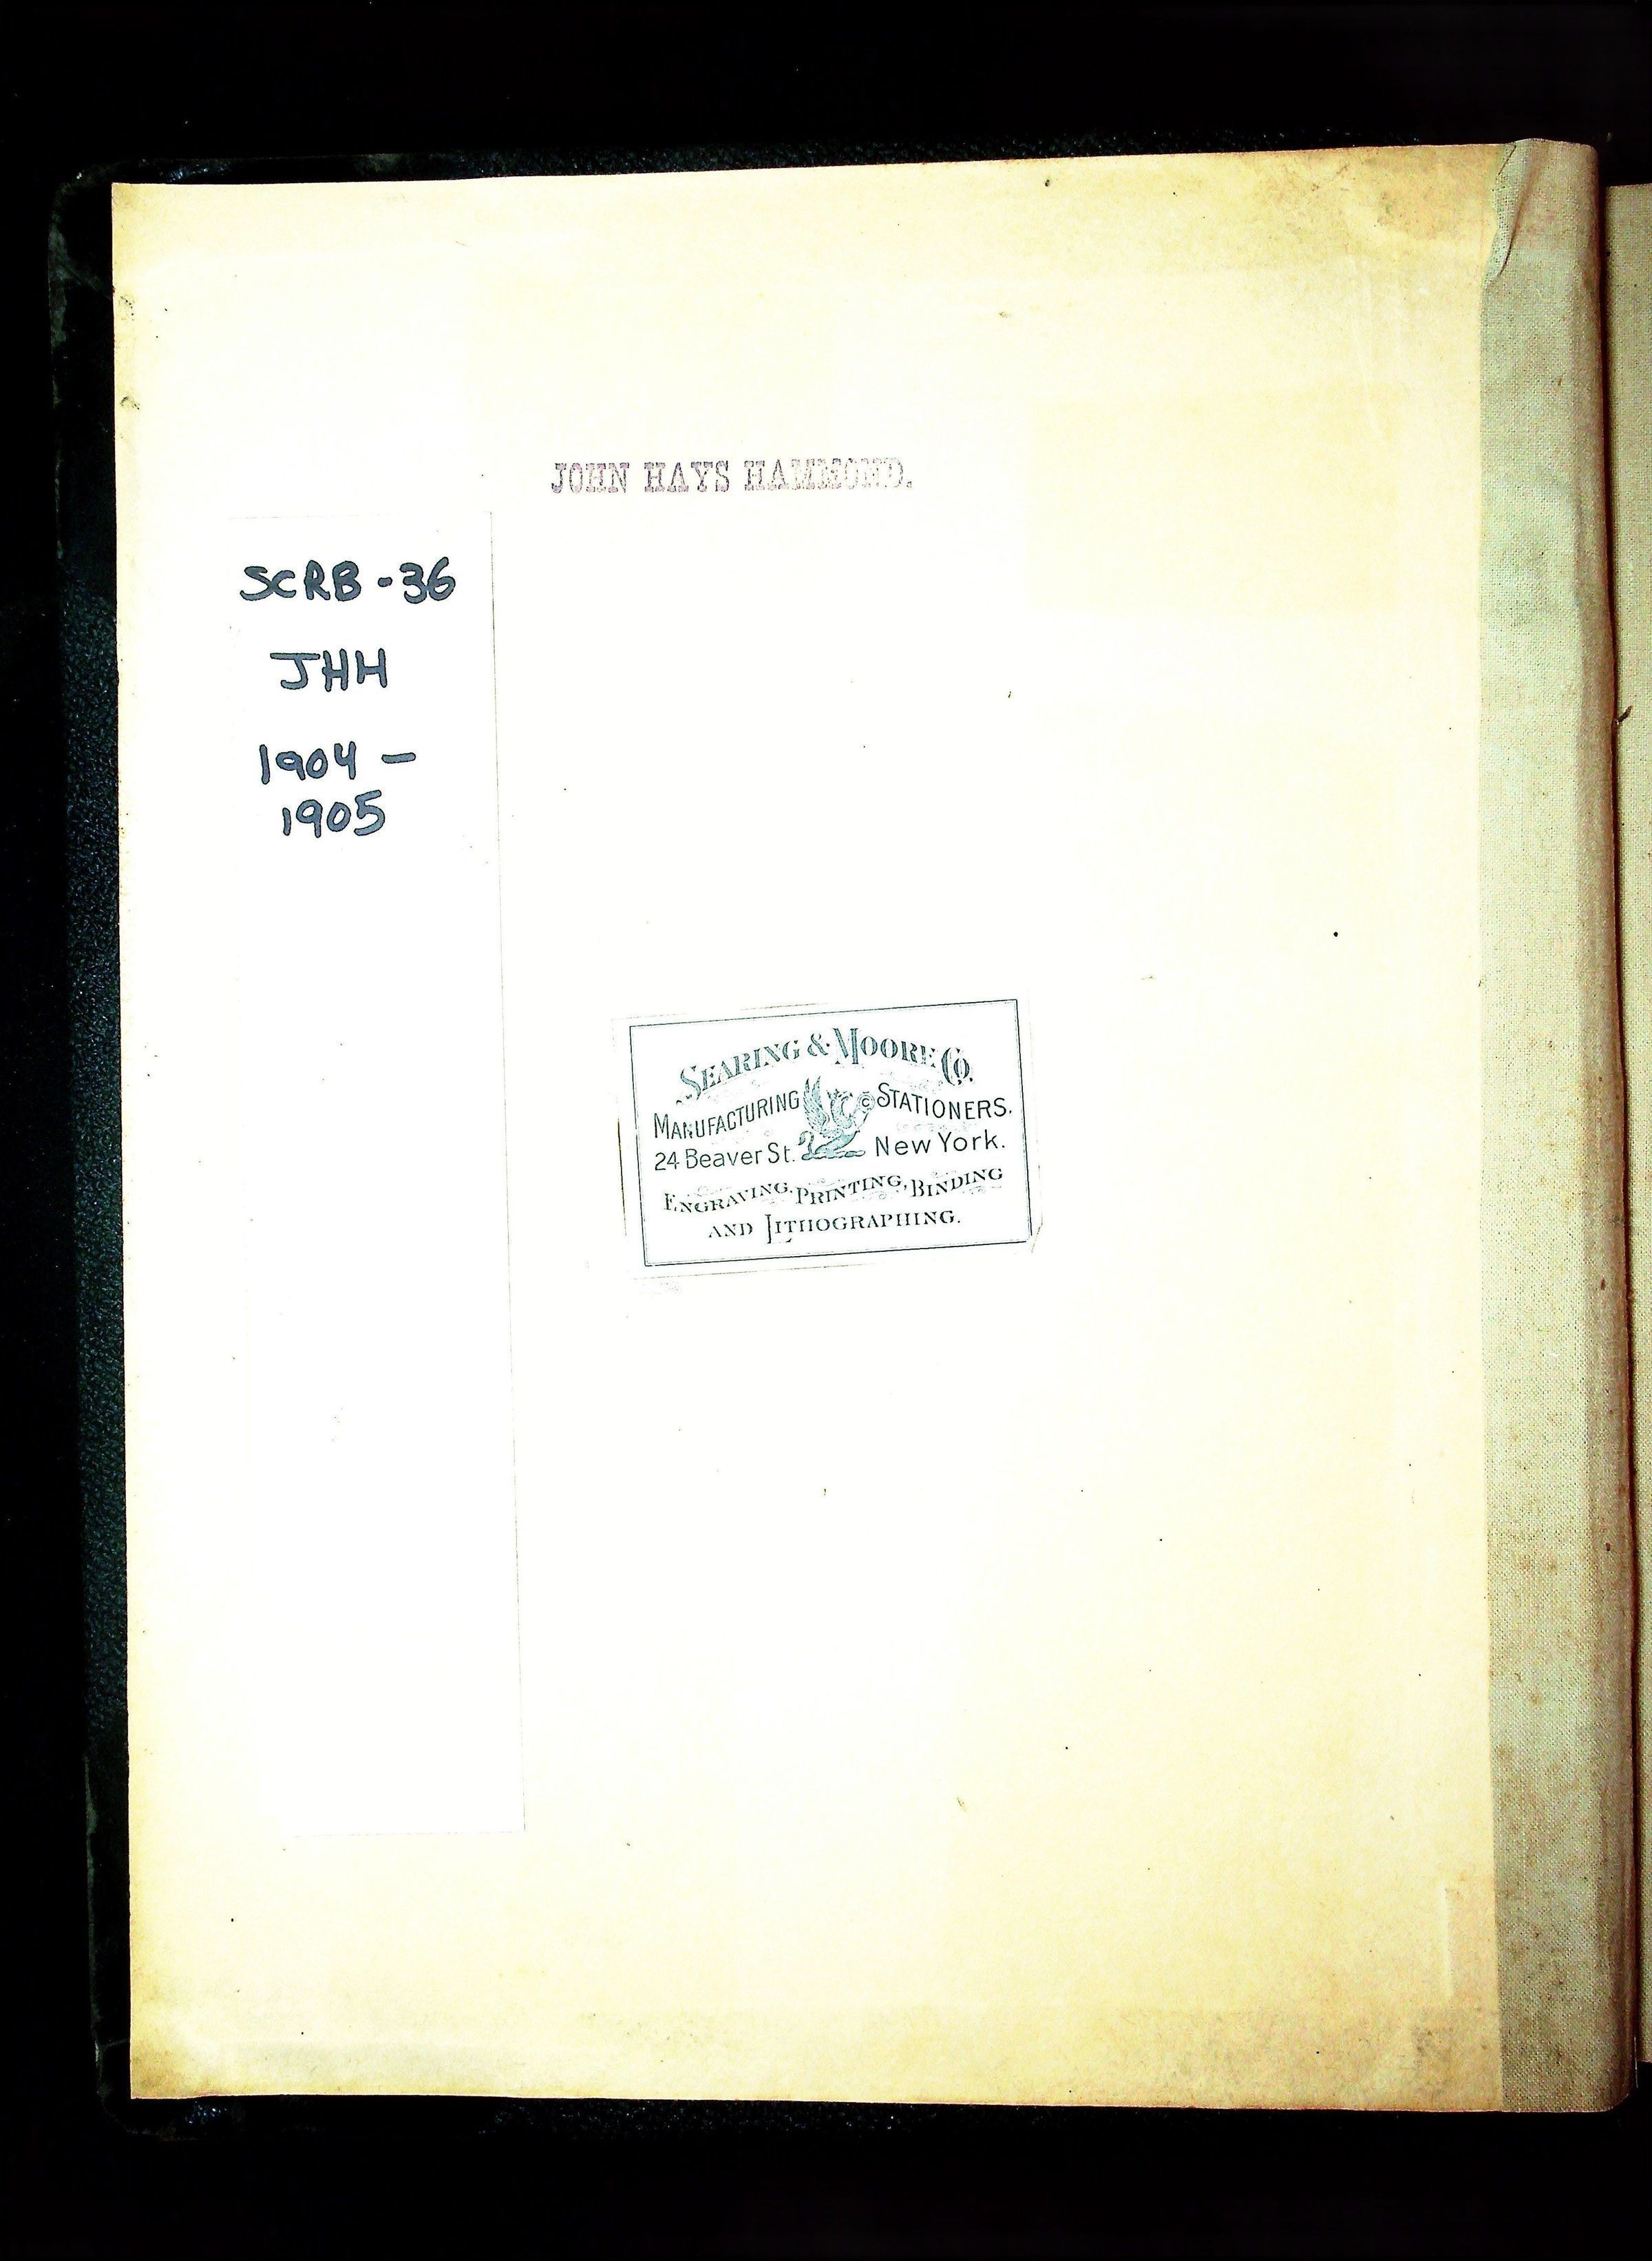 JOHN HAYS HAMMOND.
SCRB-36
JHH
1904 -
1905
SEARING & MOORE CO.
MANUFACTURING STATIONERS.
24 Beaver St. New York.
ENGRAVING, PRINTING, BINDING
AND LITHOGRAPHING.